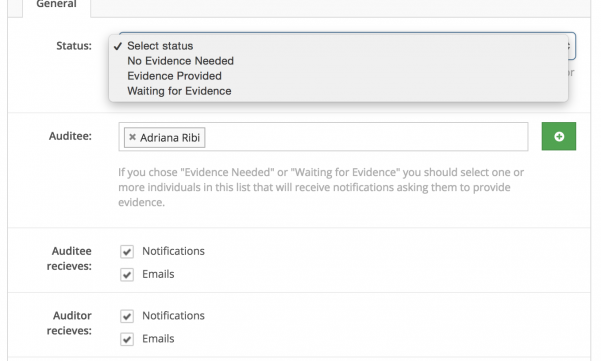 General
Status:
✓ Select status
No Evidence Needed
Evidence Provided
Waiting for Evidence
or
Auditee:
× Adriana Ribi
If you chose "Evidence Needed" or "Waiting for Evidence" you should select one or
more individuals in this list that will receive notifications asking them to provide
evidence.
Auditee
recieves:
Notifications
Emails
Auditor
recieves:
Notifications
Emails